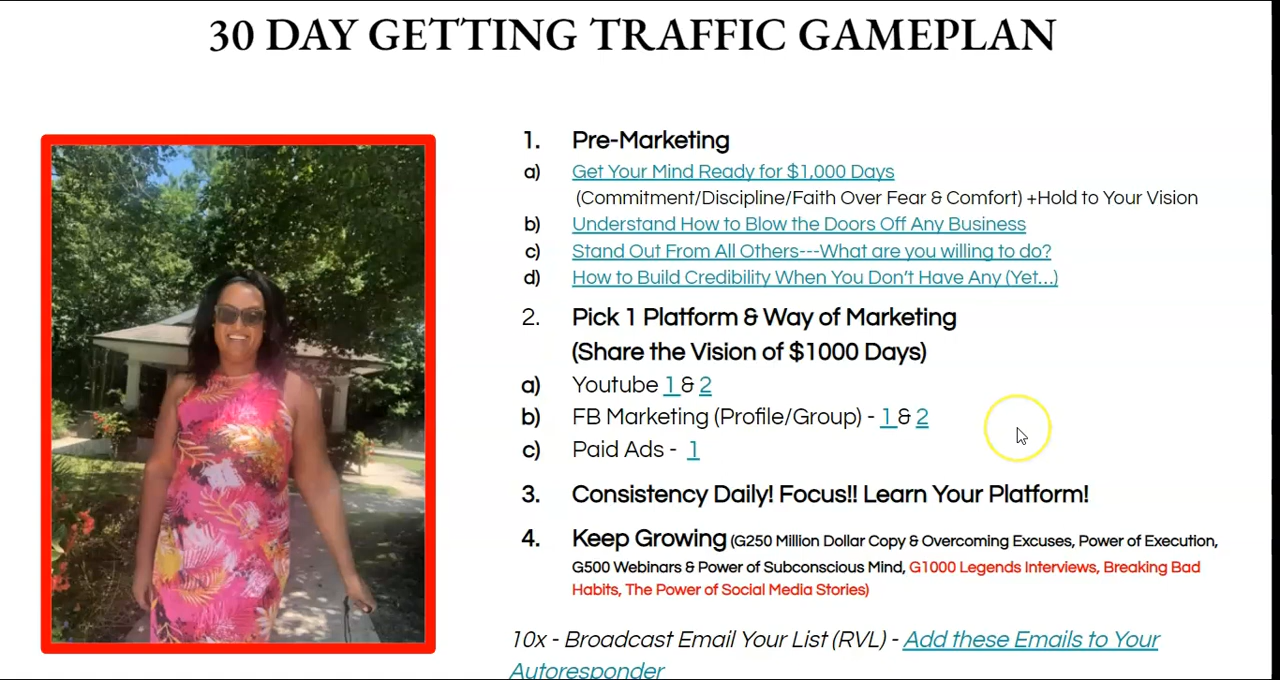 30 DAY GETTING TRAFFIC GAMEPLAN
1. Pre-Marketing
a) Get Your Mind Ready for $1,000 Days
(Commitment/Discipline/Faith Over Fear & Comfort) +Hold to Your Vision
b) Understand How to Blow the Doors Off Any Business
c) Stand Out From All Others---What are you willing to do?
d) How to Build Credibility When You Don't Have Any (Yet...)
2. Pick 1 Platform & Way of Marketing
(Share the Vision of $1000 Days)
a) Youtube 1 & 2
b) FB Marketing (Profile/Group) - 1 & 2
c) Paid Ads - 1
3. Consistency Daily! Focus!! Learn Your Platform!
4. Keep Growing (G250 Million Dollar Copy & Overcoming Excuses, Power of Execution,
G500 Webinars & Power of Subconscious Mind, G1000 Legends Interviews, Breaking Bad
Habits, The Power of Social Media Stories)
10x - Broadcast Email Your List (RVL) - Add these Emails to Your
Autoresponder